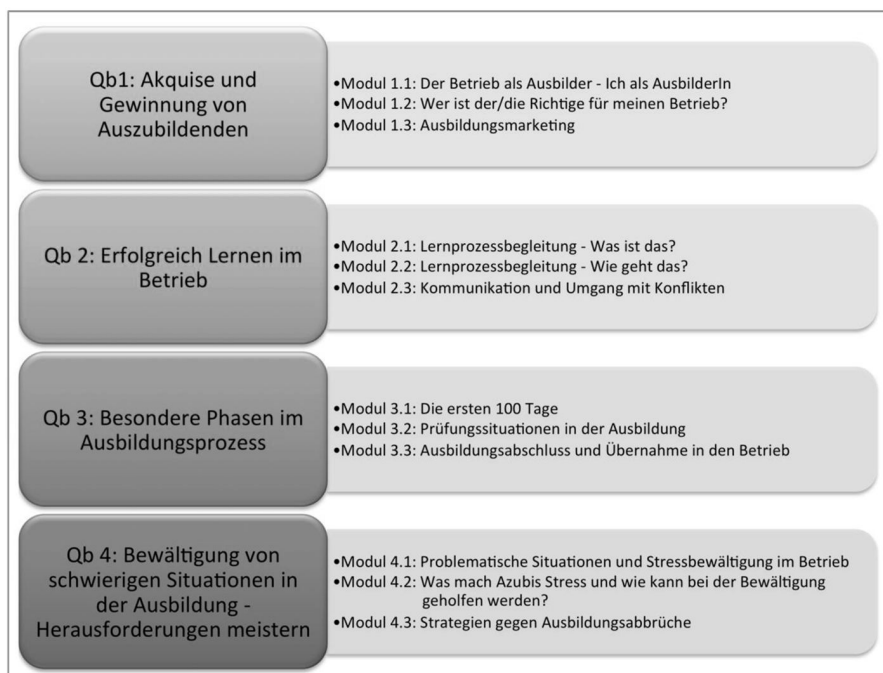 Qb1: Akquise und
Gewinnung von
Auszubildenden
•Modul 1.1: Der Betrieb als Ausbilder - Ich als AusbilderIn
•Modul 1.2: Wer ist der/die Richtige für meinen Betrieb?
•Modul 1.3: Ausbildungsmarketing
Qb 2: Erfolgreich Lernen im
Betrieb
•Modul 2.1: Lernprozessbegleitung - Was ist das?
•Modul 2.2: Lernprozessbegleitung - Wie geht das?
•Modul 2.3: Kommunikation und Umgang mit Konflikten
Qb 3: Besondere Phasen im
Ausbildungsprozess
•Modul 3.1: Die ersten 100 Tage
•Modul 3.2: Prüfungssituationen in der Ausbildung
•Modul 3.3: Ausbildungsabschluss und Übernahme in den Betrieb
Qb 4: Bewältigung von
schwierigen Situationen in
der Ausbildung -
Herausforderungen meistern
•Modul 4.1: Problematische Situationen und Stressbewältigung im Betrieb
•Modul 4.2: Was mach Azubis Stress und wie kann bei der Bewältigung
geholfen werden?
•Modul 4.3: Strategien gegen Ausbildungsabbrüche